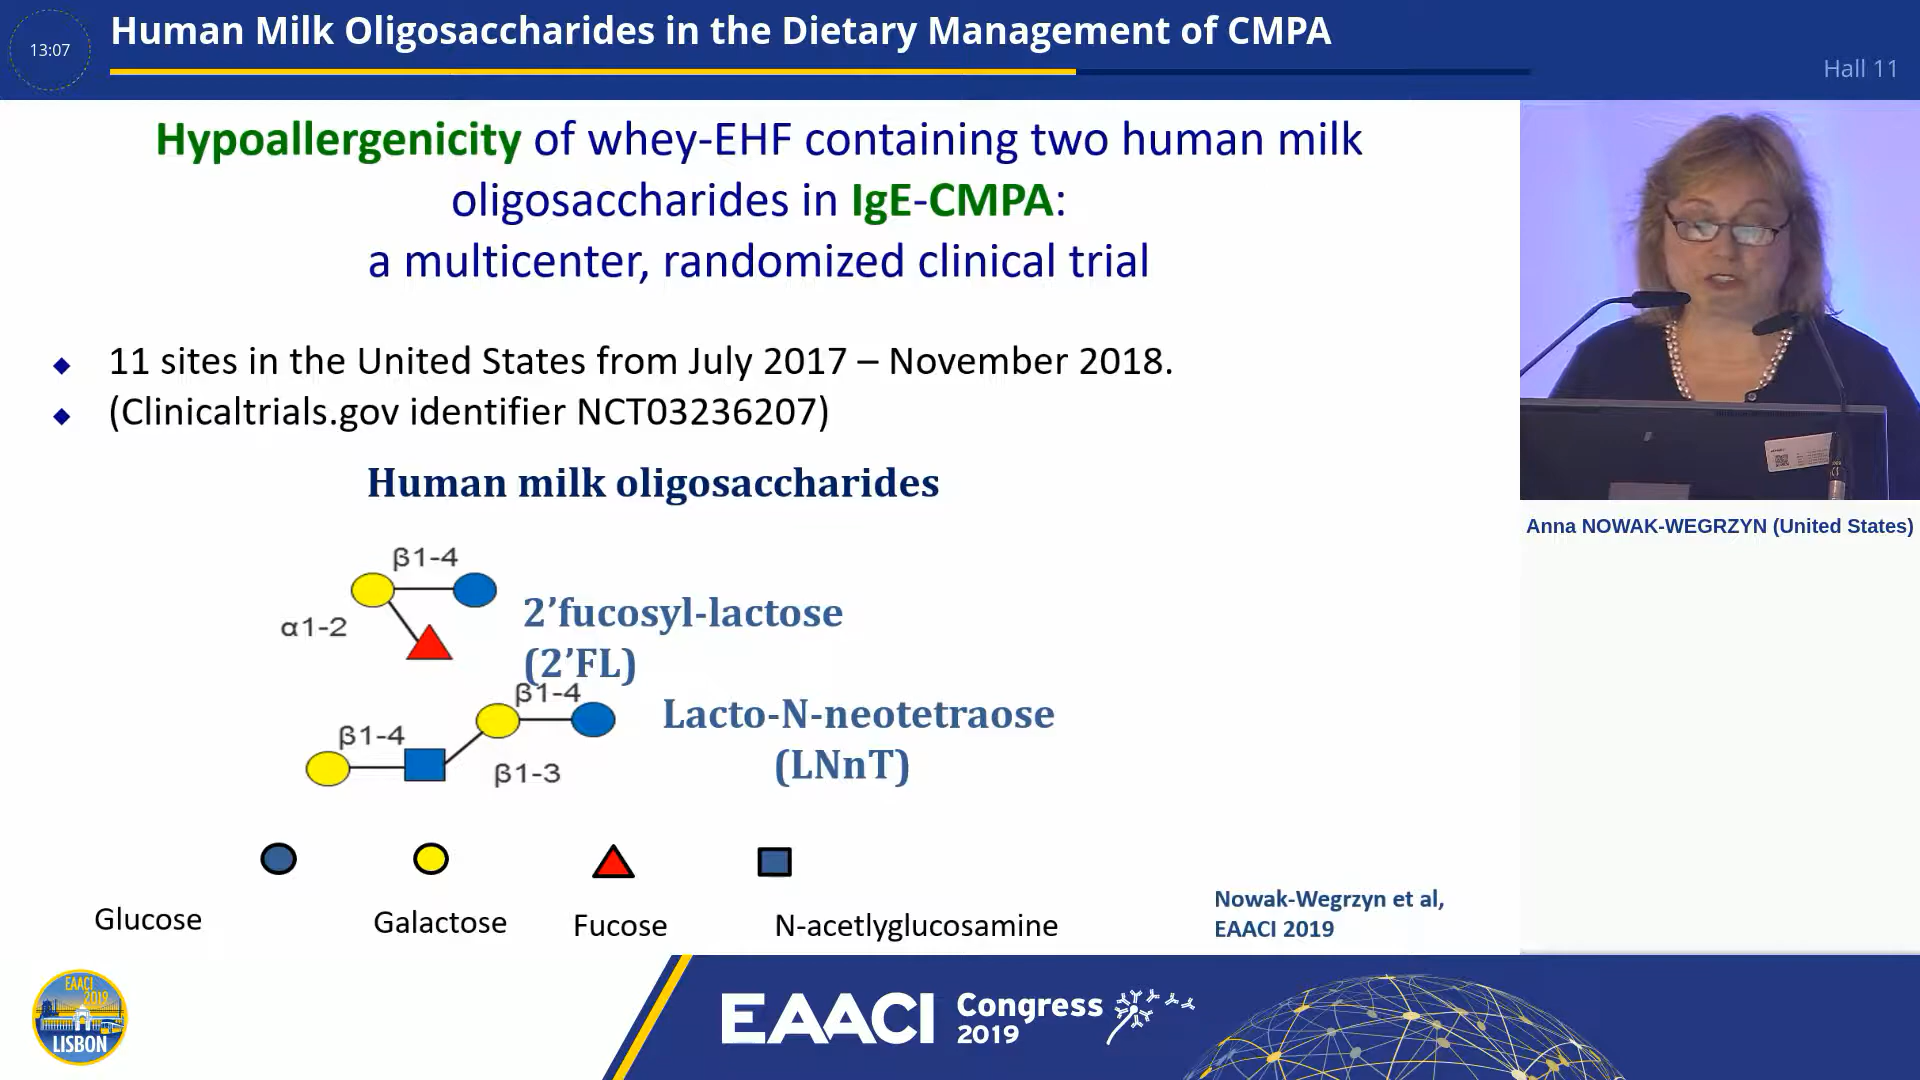 13:07
Human Milk Oligosaccharides in the Dietary Management of CMPA
Hall 11
Hypoallergenicity of whey-EHF containing two human milk
oligosaccharides in IgE-CMPA:
a multicenter, randomized clinical trial
11 sites in the United States from July 2017 – November 2018.
(Clinicaltrials.gov identifier NCT03236207)
Human milk oligosaccharides
β1-4
α1-2
2’fucosyl-lactose
(2’FL)
β1-4
β1-4
β1-3
Lacto-N-neotetraose
(LNnT)
Glucose
Galactose
Fucose
N-acetlyglucosamine
Nowak-Wegrzyn et al,
EAACI 2019
Anna NOWAK-WEGRZYN (United States)
EAACI
2019
LISBON
EAACI Congress
2019